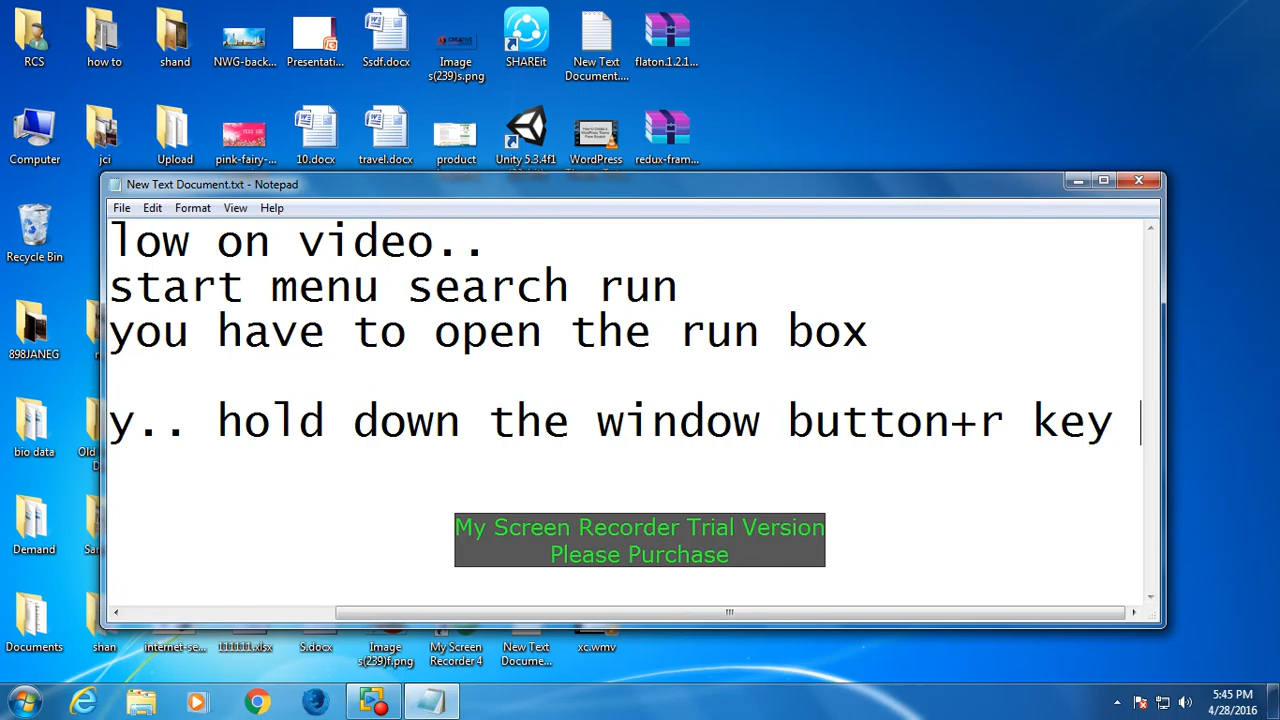 RCS
how to
shand
NWG-back...
Presentati...
Ssdf.docx
Image
s(239)s.png
SHAREit
New Text
Document....
flaton.1.2.1...
Computer
jci
Upload
pink-fairy-...
10.docx
travel.docx
product
Unity 5.3.4f1
WordPress
redux-fram...
New Text Document.txt - Notepad
File Edit Format View Help
low on video..
start menu search run
you have to open the run box
y.. hold down the window button+r key
My Screen Recorder Trial Version
Please Purchase
Recycle Bin
898JANEG
bio data
Old
Demand
Documents
shan
internet-se...
111111.xlsx
S.docx
Image
s(239)f.png
My Screen
Recorder 4
New Text
Docume...
xc.wmv
5:45 PM
4/28/2016